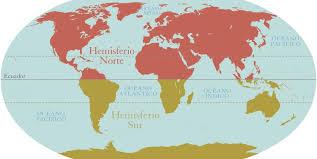 OCÉANO
PACÍFICO
Hemisferio
Norte
Ecuador
OCÉANO
ATLÁNTICO
OCÉANO
ÍNDICO
OCÉANO
PACÍFICO
Hemisferio
Sur